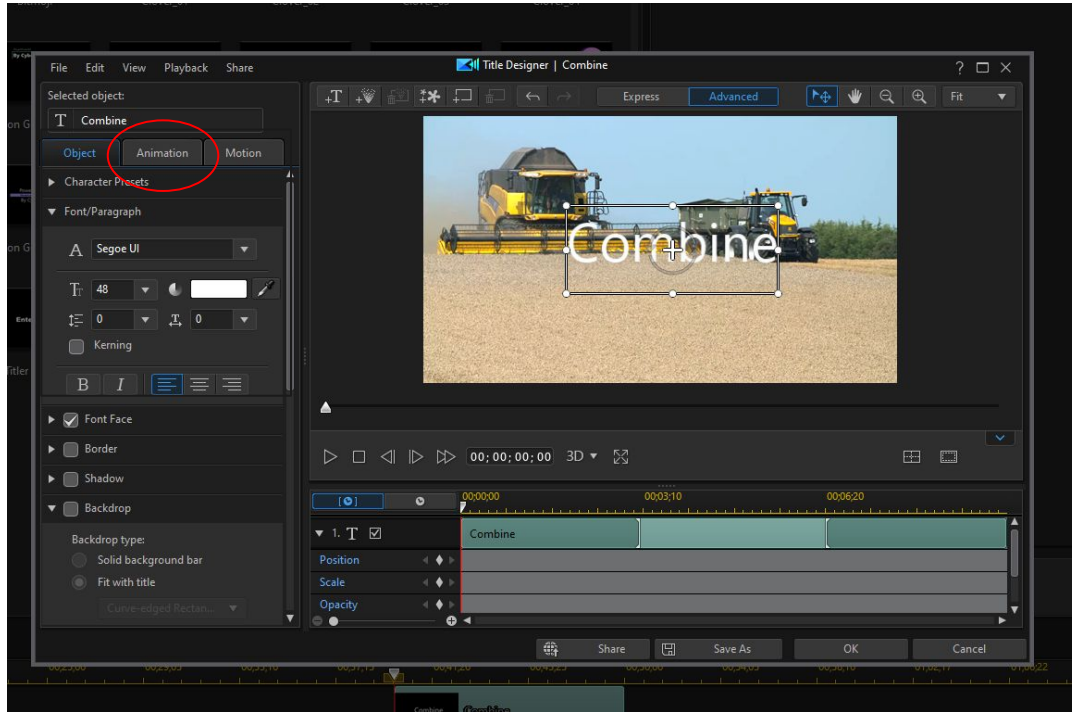 File Edit View Playback Share
Title Designer | Combine
?
Selected object:
T Combine
Object Animation Motion
Character Presets
Font/Paragraph
A Segoe UI
48
0 0
Kerning
B I
Font Face
Border
Shadow
Backdrop
Backdrop type:
Solid background bar
Fit with title
Curve-edged Rectan...
Express Advanced
Fit
Combine
00;00;00;00 3D
00;00;00 00;03;10 00;06;20
1. T Combine
Position
Scale
Opacity
Share Save As OK Cancel
Combine Combine